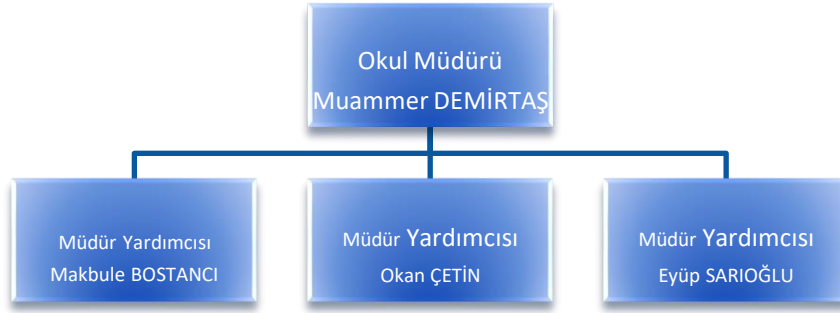 Okul Müdürü
Muammer DEMİRTAŞ
Müdür Yardımcısı
Makbule BOSTANCI
Müdür Yardımcısı
Okan ÇETİN
Müdür Yardımcısı
Eyüp SARIOĞLU